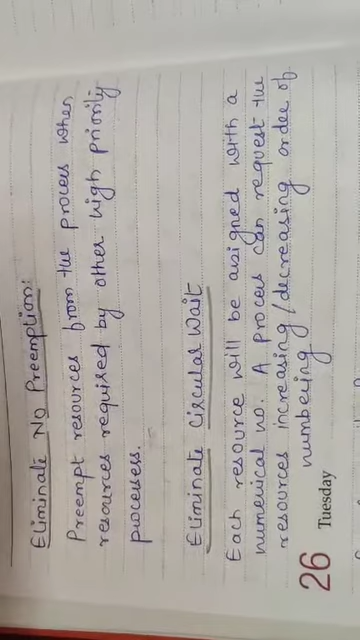 Eliminate No Preemption:
Preempt resources from the process when
resources required by other high priority
processes.
Eliminate Circular Wait
Each resource will be assigned with a
numerical no. A process can request the
resources increasing/decreasing order of
numbering
26 Tuesday